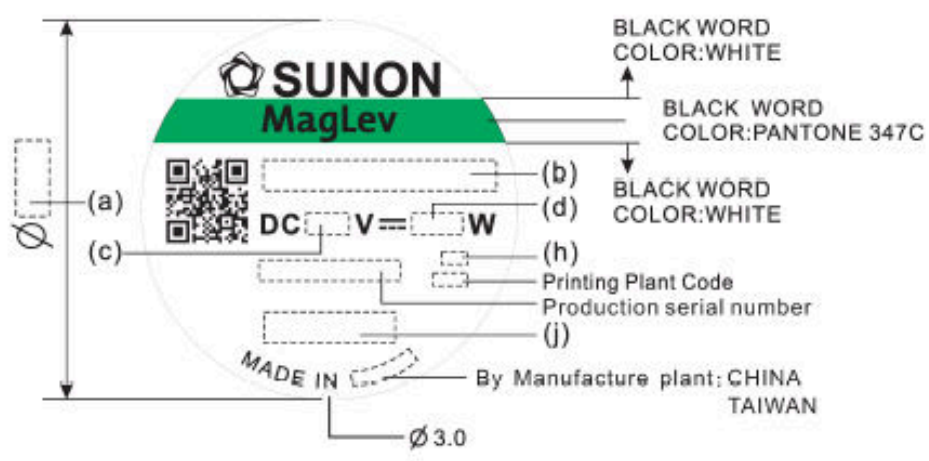 BLACK WORD
COLOR:WHITE
SUNON
MagLev
BLACK WORD
COLOR:PANTONE 347C
BLACK WORD
COLOR:WHITE
(a)
Ø
(b)
DC V⎓ W
(d)
(c)
(h)
Printing Plant Code
Production serial number
(j)
MADE IN
By Manufacture plant: CHINA
TAIWAN
Ø3.0